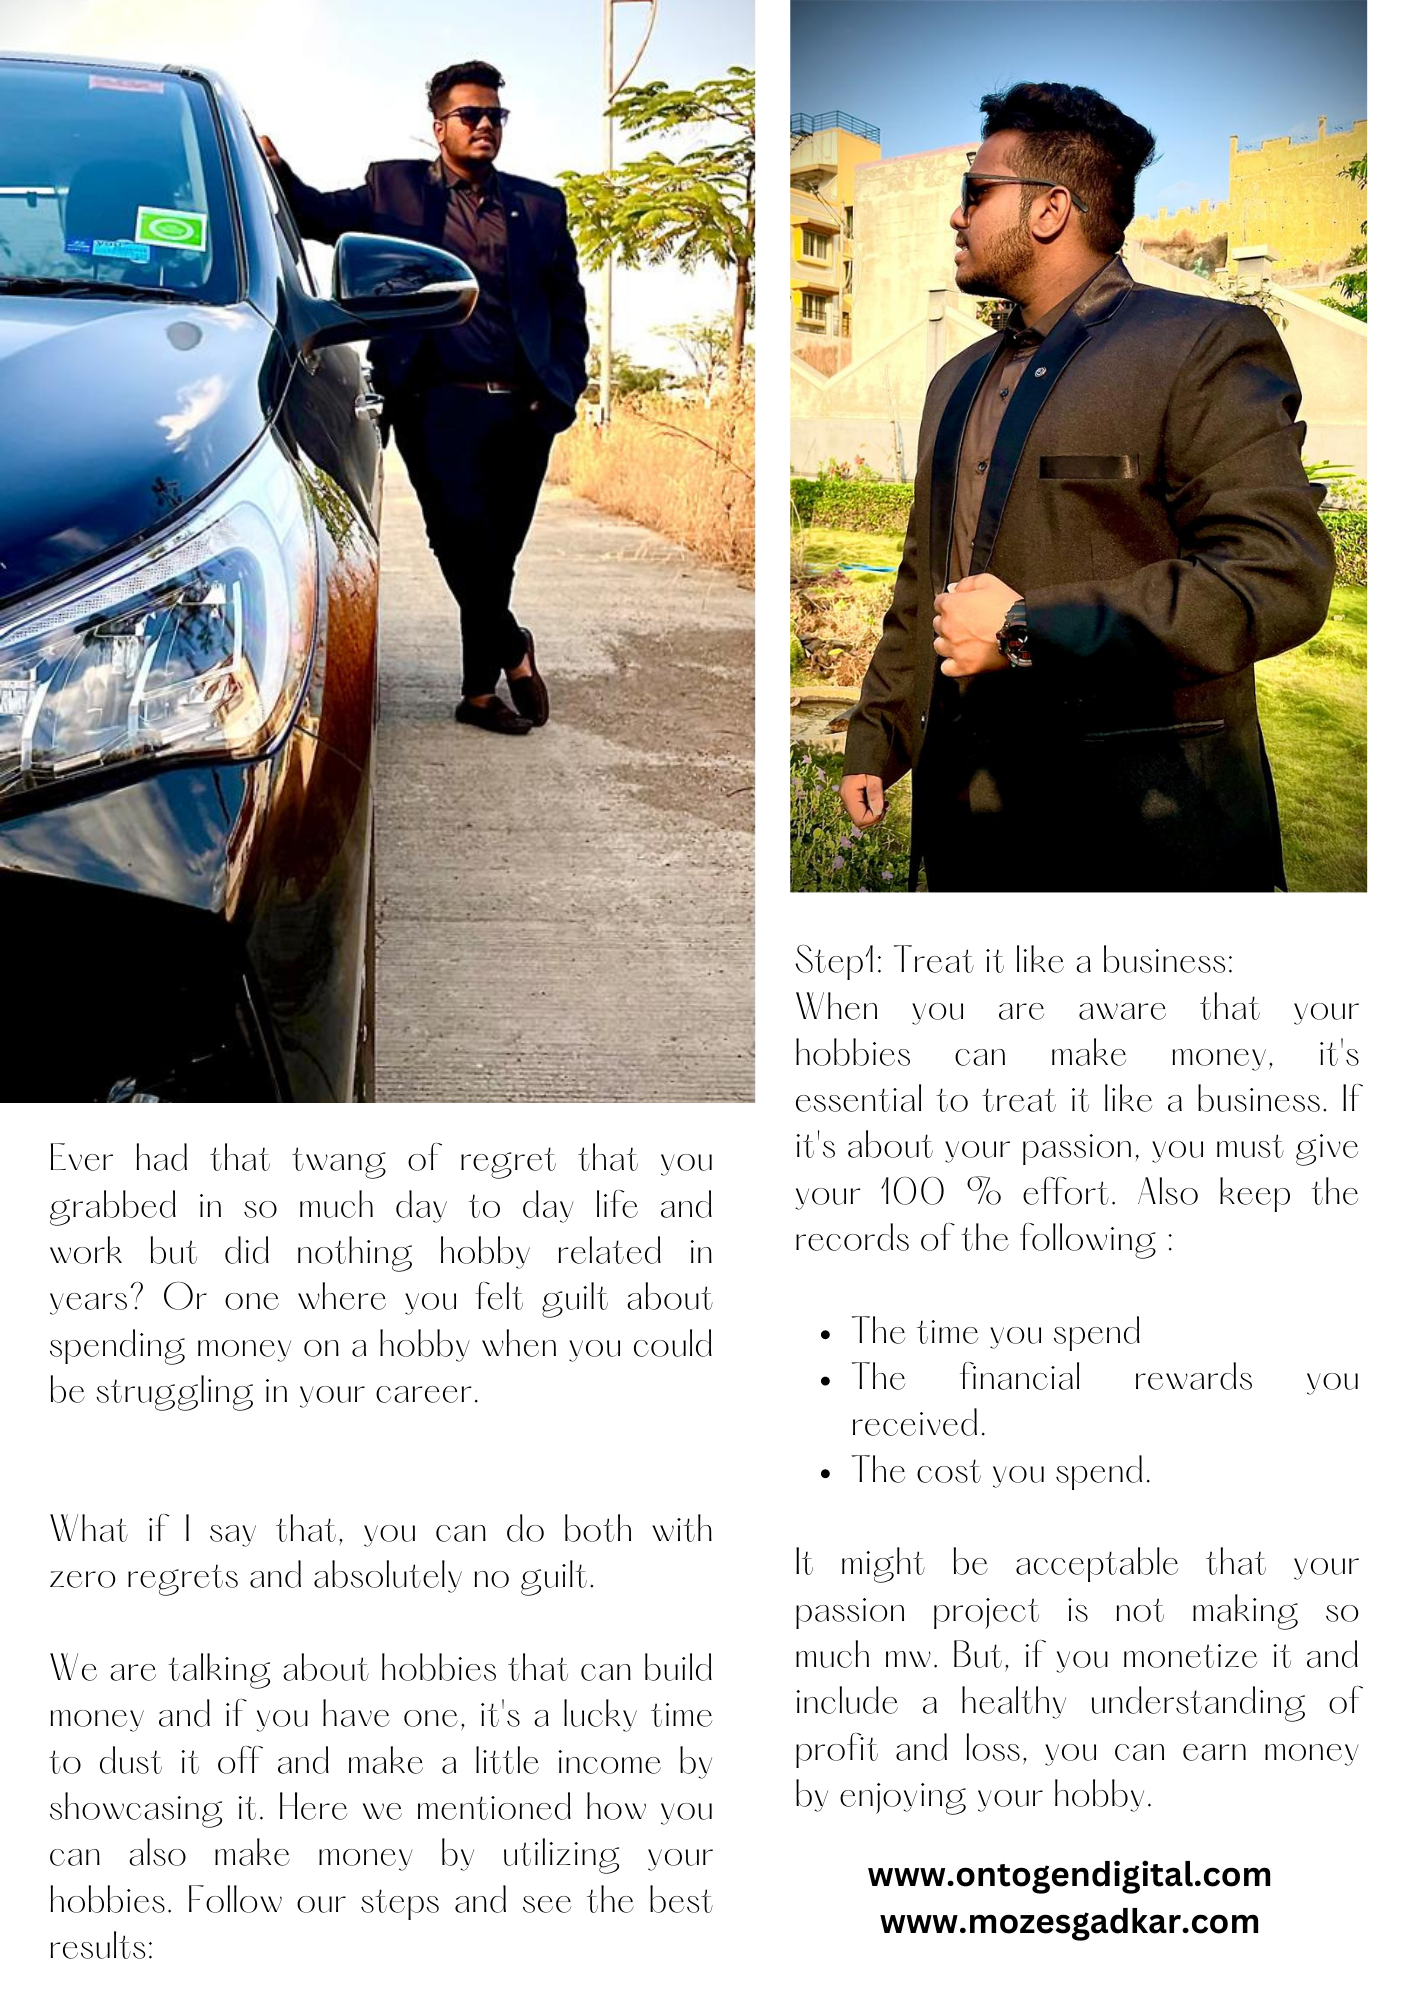 Ever had that twang of regret that you
grabbed in so much day to day life and
work but did nothing hobby related in
years? Or one where you felt guilt about
spending money on a hobby when you could
be struggling in your career.
What if I say that, you can do both with
zero regrets and absolutely no guilt.
We are talking about hobbies that can build
money and if you have one, it's a lucky time
to dust it off and make a little income by
showcasing it. Here we mentioned how you
can also make money by utilizing your
hobbies. Follow our steps and see the best
results:
Step1: Treat it like a business:
When you are aware that your
hobbies can make money, it's
essential to treat it like a business. If
it's about your passion, you must give
your 100 % effort. Also keep the
records of the following :
• The time you spend
• The financial rewards you
received.
• The cost you spend.
It might be acceptable that your
passion project is not making so
much mw. But, if you monetize it and
include a healthy understanding of
profit and loss, you can earn money
by enjoying your hobby.
www.ontogendigital.com
www.mozesgadkar.com